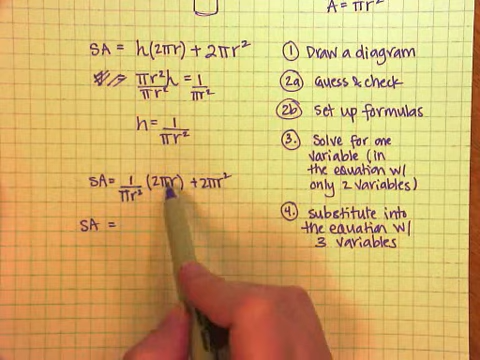 A = πr²
SA = h(2πr) + 2πr²
πr²h/πr² = 1/πr²
h = 1/πr²
SA = 1/πr² (2πr) + 2πr²
SA =
① Draw a diagram
②a Guess & check
②b Set up formulas
③. Solve for one
variable (in
the equation w/
only 2 variables)
④. substitute into
the equation w/
3 variables